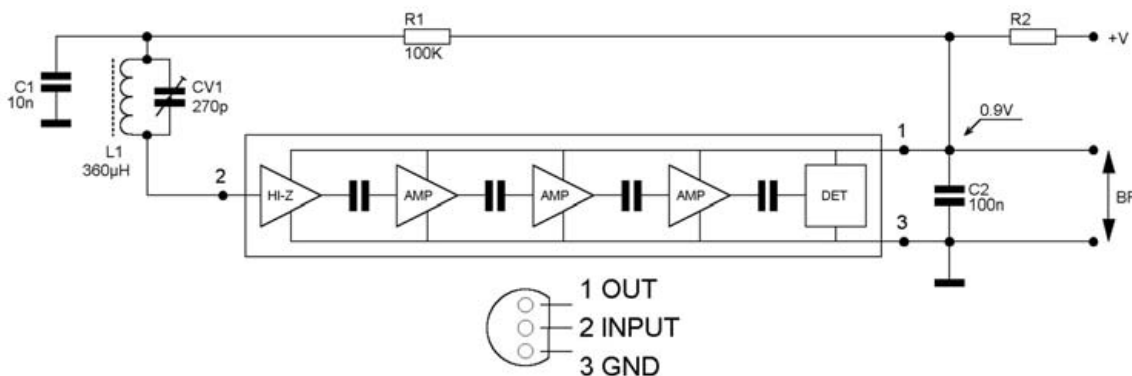 R1
100K
R2
+V
C1
10n
CV1
270p
L1
360µH
0.9V
1
2
HI-Z
AMP
AMP
AMP
DET
C2
100n
3
BF
1 OUT
2 INPUT
3 GND